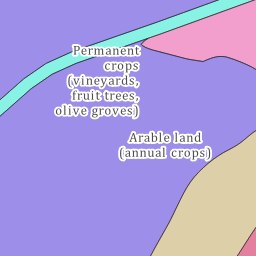 Permanent
crops
(vineyards,
fruit trees,
olive groves)
Arable land
(annual crops)